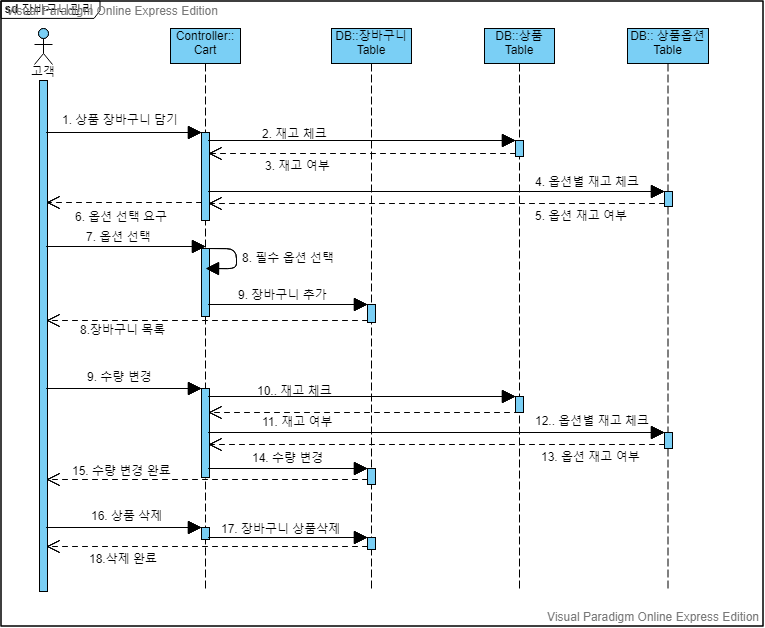 sd 장바구니관리
Visual Paradigm Online Express Edition
고객
Controller::
Cart
DB::장바구니
Table
DB::상품
Table
DB:: 상품옵션
Table
1. 상품 장바구니 담기
2. 재고 체크
3. 재고 여부
4. 옵션별 재고 체크
5. 옵션 재고 여부
6. 옵션 선택 요구
7. 옵션 선택
8. 필수 옵션 선택
9. 장바구니 추가
8.장바구니 목록
9. 수량 변경
10.. 재고 체크
11. 재고 여부
12.. 옵션별 재고 체크
13. 옵션 재고 여부
14. 수량 변경
15. 수량 변경 완료
16. 상품 삭제
17. 장바구니 상품삭제
18.삭제 완료
Visual Paradigm Online Express Edition